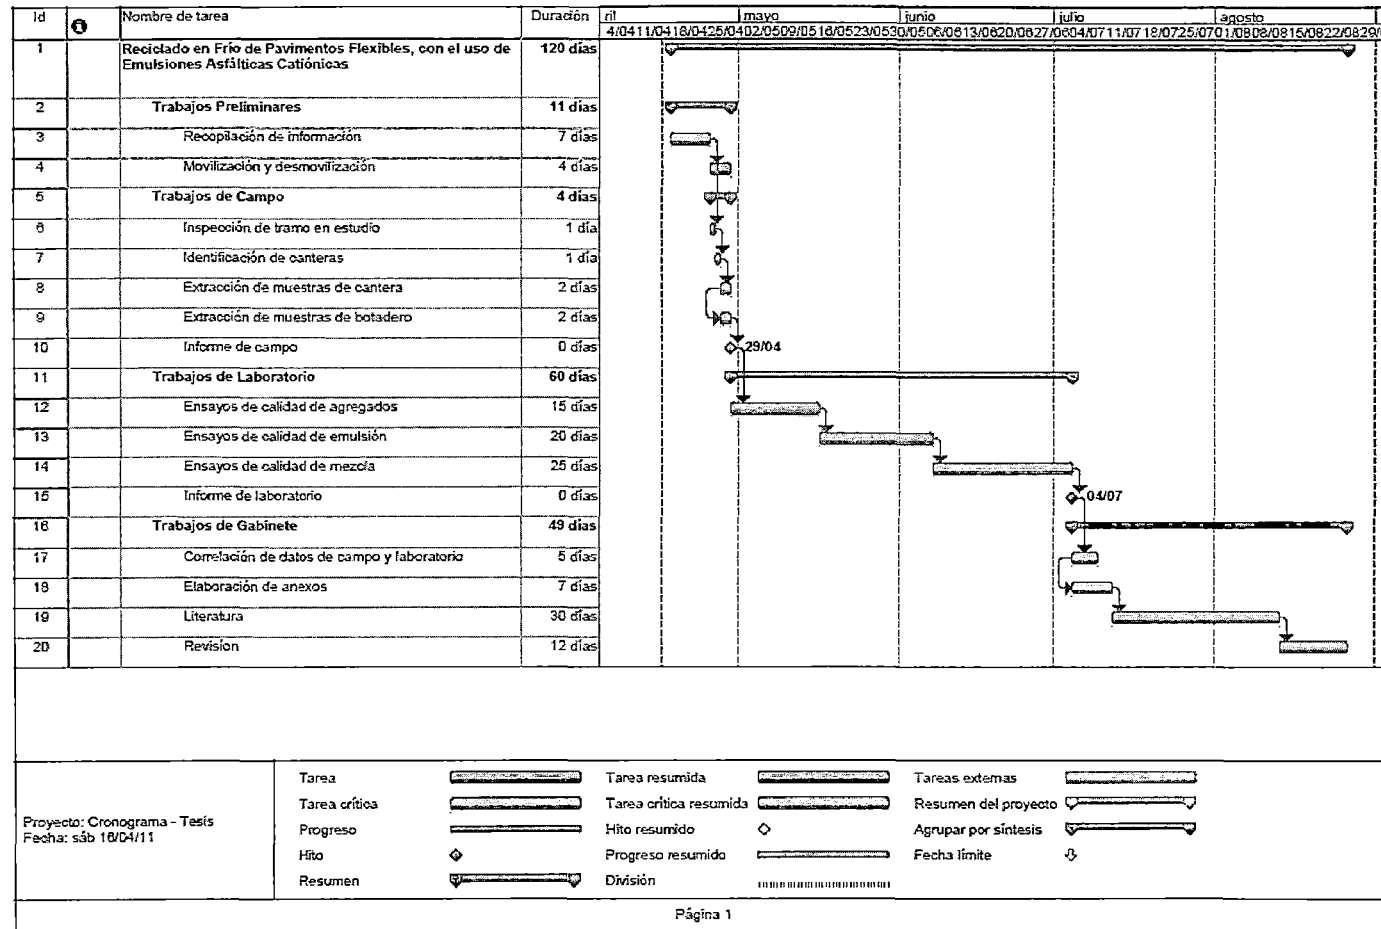 Id Nombre de tarea Duración ril mayo junio julio agosto
4/04 11/04 18/04 25/04 02/05 09/05 16/05 23/05 30/05 06/06 13/06 20/06 27/06 04/07 11/07 18/07 25/07 01/08 08/08 15/08 22/08 29/0
1 Reciclado en Frío de Pavimentos Flexibles, con el uso de 120 días
Emulsiones Asfálticas Catiónicas
2 Trabajos Preliminares 11 días
3 Recopilación de información 7 días
4 Movilización y desmovilización 4 días
5 Trabajos de Campo 4 días
6 Inspección de tramo en estudio 1 día
7 Identificación de canteras 1 día
8 Extracción de muestras de cantera 2 días
9 Extracción de muestras de botadero 2 días
10 Informe de campo 0 días 29/04
11 Trabajos de Laboratorio 60 días
12 Ensayos de calidad de agregados 15 días
13 Ensayos de calidad de emulsión 20 días
14 Ensayos de calidad de mezcla 25 días
15 Informe de laboratorio 0 días 04/07
16 Trabajos de Gabinete 49 días
17 Correlación de datos de campo y laboratorio 5 días
18 Elaboración de anexos 7 días
19 Literatura 30 días
20 Revision 12 días
Proyecto: Cronograma - Tesis
Fecha: sáb 16/04/11
Tarea Tarea resumida Tareas externas
Tarea crítica Tarea crítica resumida Resumen del proyecto
Progreso Hito resumido Agrupar por síntesis
Hito Progreso resumido Fecha límite
Resumen División
Página 1